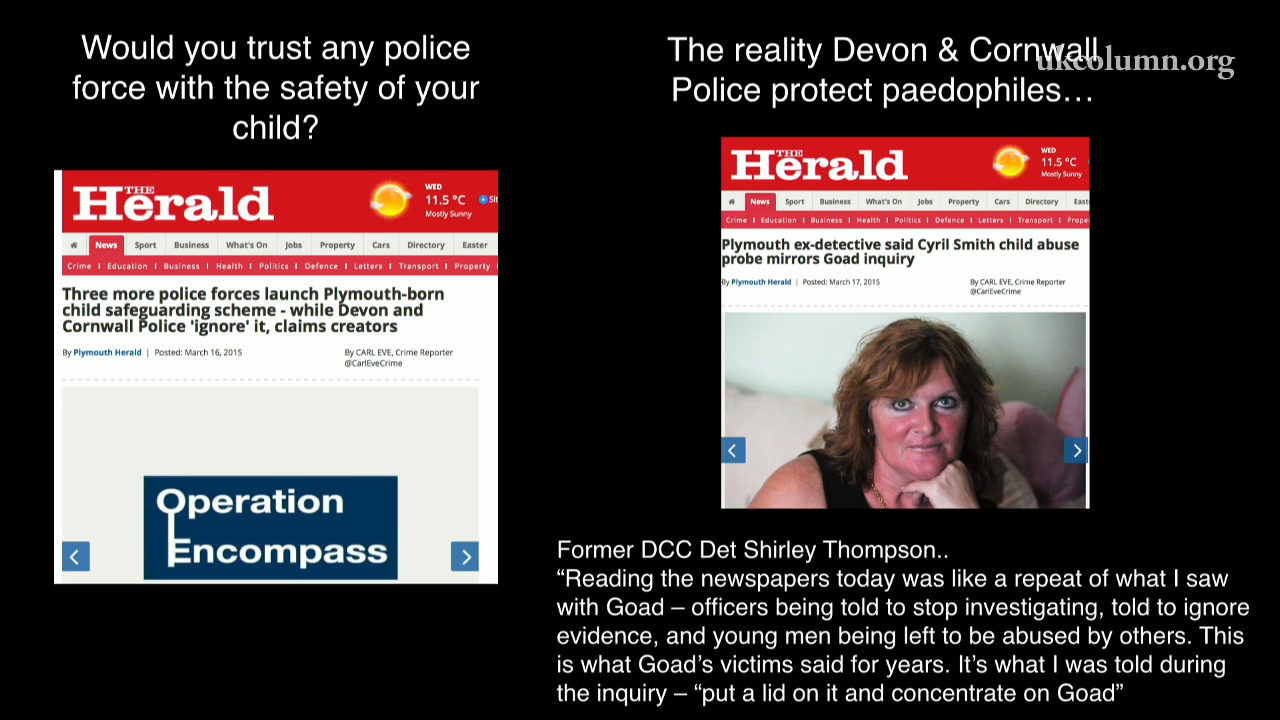 Would you trust any police
force with the safety of your
child?
THE
Herald
WED
11.5 °C
Mostly Sunny
Sit
News Sport Business What's On Jobs Property Cars Directory Easter
Crime | Education | Business | Health | Politics | Defence | Letters | Transport | Property
Three more police forces launch Plymouth-born
child safeguarding scheme - while Devon and
Cornwall Police 'ignore' it, claims creators
By Plymouth Herald | Posted: March 16, 2015
By CARL EVE, Crime Reporter
@CarlEveCrime
Operation
Encompass
The reality Devon & Cornwall
Police protect paedophiles…
ukcolumn.org
THE
Herald
WED
11.5 °C
Mostly Sunny
News Sport Business What's On Jobs Property Cars Directory East
Crime | Education | Business | Health | Politics | Defence | Letters | Transport | Prope
Plymouth ex-detective said Cyril Smith child abuse
probe mirrors Goad inquiry
By Plymouth Herald | Posted: March 17, 2015
By CARL EVE, Crime Reporter
@CarlEveCrime
Former DCC Det Shirley Thompson..
“Reading the newspapers today was like a repeat of what I saw
with Goad – officers being told to stop investigating, told to ignore
evidence, and young men being left to be abused by others. This
is what Goad’s victims said for years. It’s what I was told during
the inquiry – “put a lid on it and concentrate on Goad”